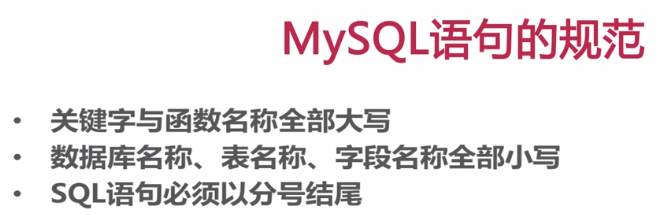 MySQL语句的规范
• 关键字与函数名称全部大写
• 数据库名称、表名称、字段名称全部小写
• SQL语句必须以分号结尾